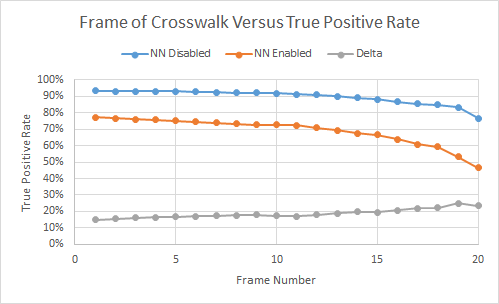 Frame of Crosswalk Versus True Positive Rate
NN Disabled NN Enabled Delta
100%
90%
80%
70%
60%
50%
40%
30%
20%
10%
0%
True Positive Rate
0 5 10 15 20
Frame Number